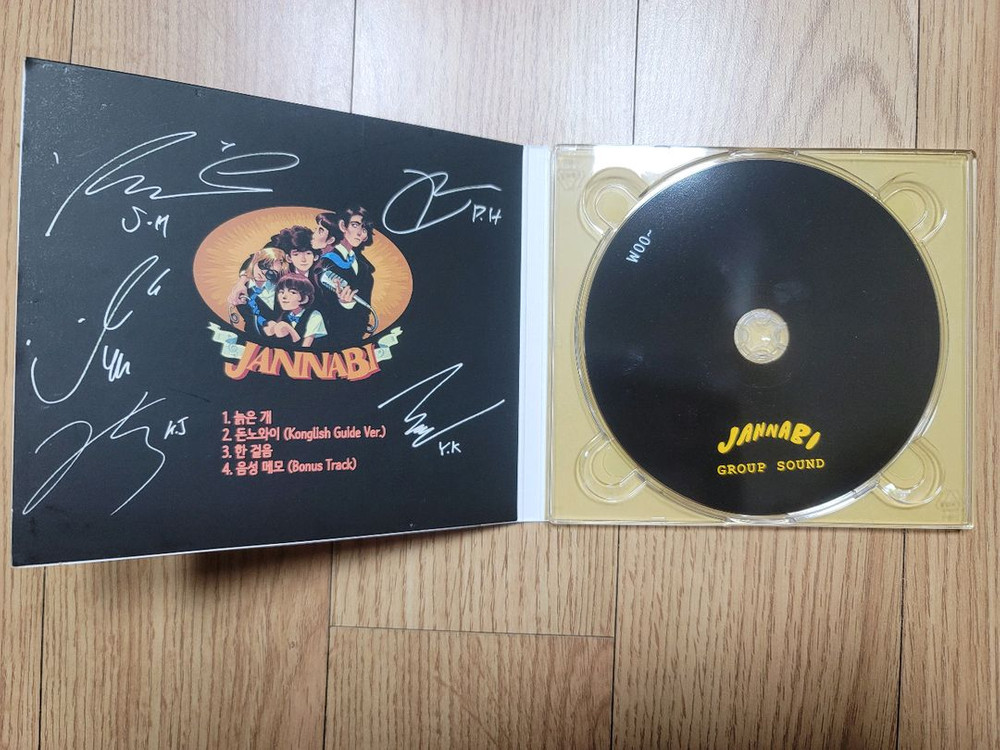 S.H
P.H
JANNABI
K.J
Y.K
1. 늙은 개
2. 돈노와이 (Konglish Guide Ver.)
3. 한 걸음
4. 음성 메모 (Bonus Track)
WOO~
JANNABI
GROUP SOUND